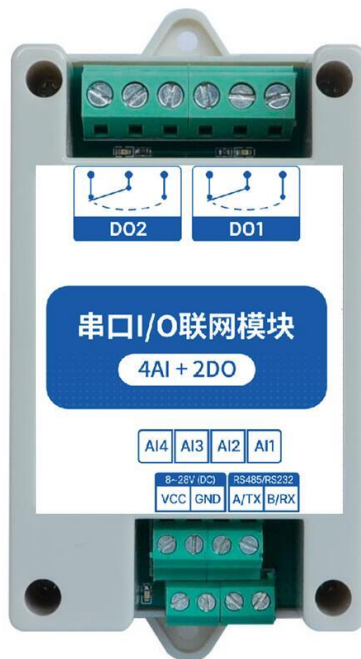 DO2 DO1
串口I/O联网模块
4AI + 2DO
AI4 AI3 AI2 AI1
8~28V (DC) RS485/RS232
VCC GND A/TX B/RX